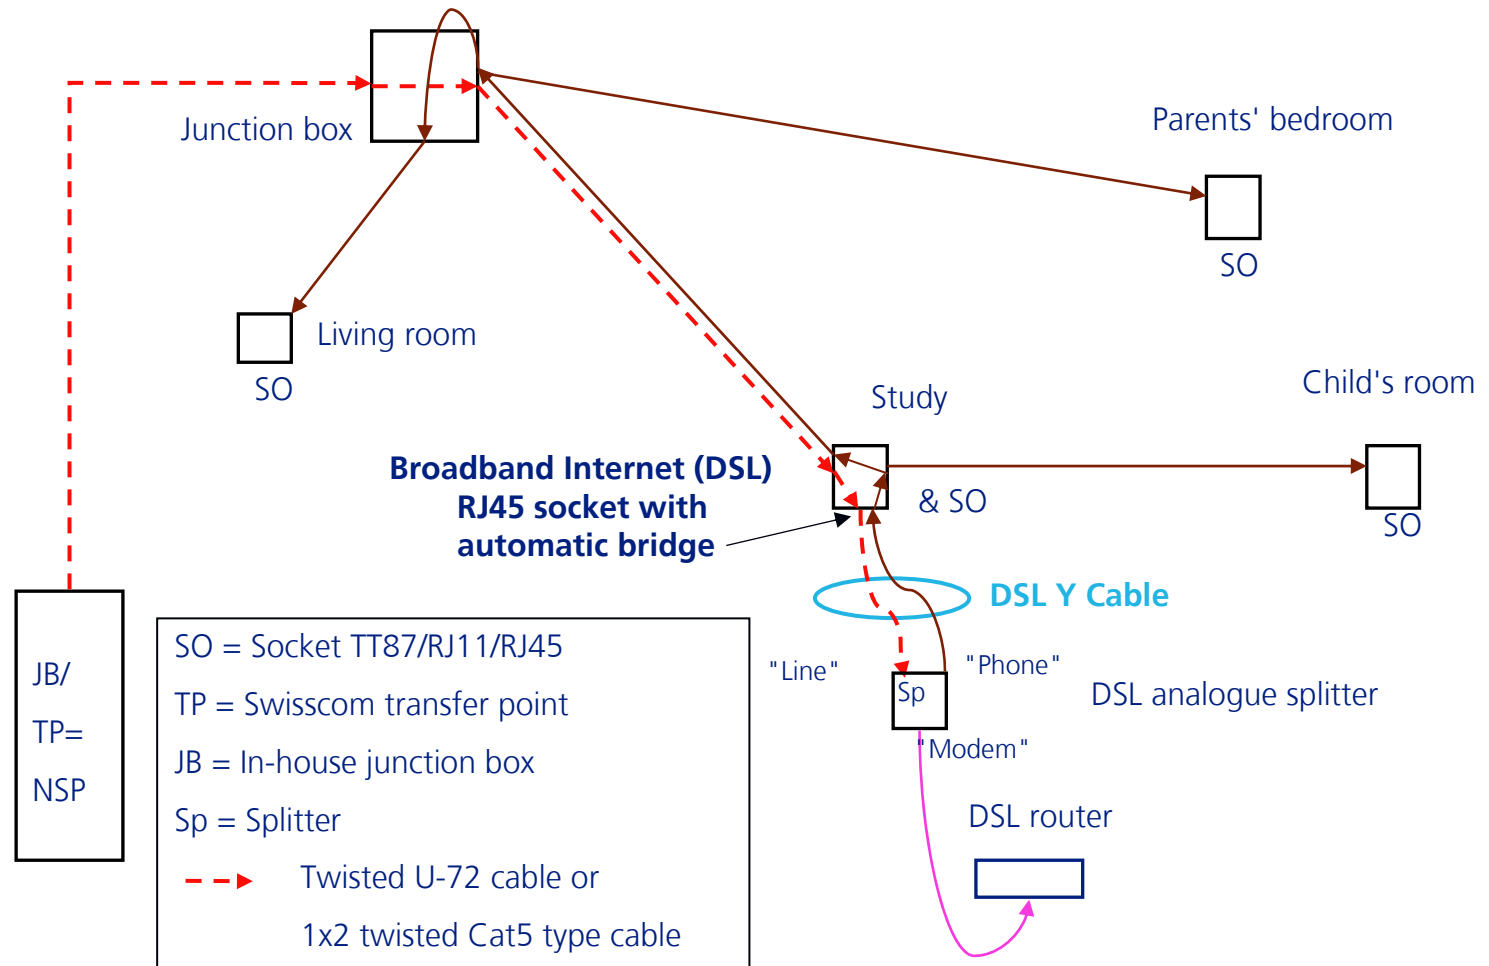 Junction box
Parents' bedroom
SO
Living room
SO
Study
Child's room
Broadband Internet (DSL)
RJ45 socket with
automatic bridge
& SO
SO
DSL Y Cable
"Line"
"Phone"
Sp
DSL analogue splitter
"Modem"
DSL router
JB/
TP=
NSP
SO = Socket TT87/RJ11/RJ45
TP = Swisscom transfer point
JB = In-house junction box
Sp = Splitter
Twisted U-72 cable or
1x2 twisted Cat5 type cable